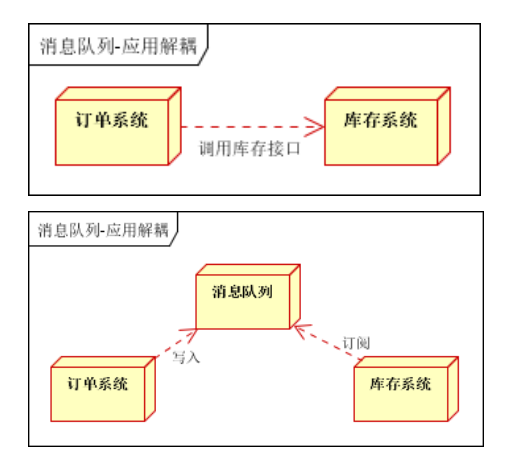 消息队列-应用解耦
订单系统
库存系统
调用库存接口
消息队列-应用解耦
消息队列
写入
订阅
订单系统
库存系统